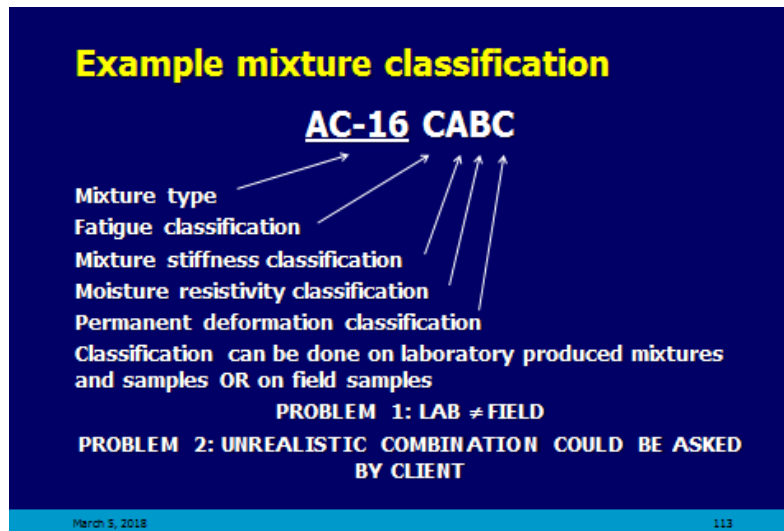 Example mixture classification
AC-16 CABC
Mixture type
Fatigue classification
Mixture stiffness classification
Moisture resistivity classification
Permanent deformation classification
Classification can be done on laboratory produced mixtures
and samples OR on field samples
PROBLEM 1: LAB ≠ FIELD
PROBLEM 2: UNREALISTIC COMBINATION COULD BE ASKED
BY CLIENT
March 5, 2018
113